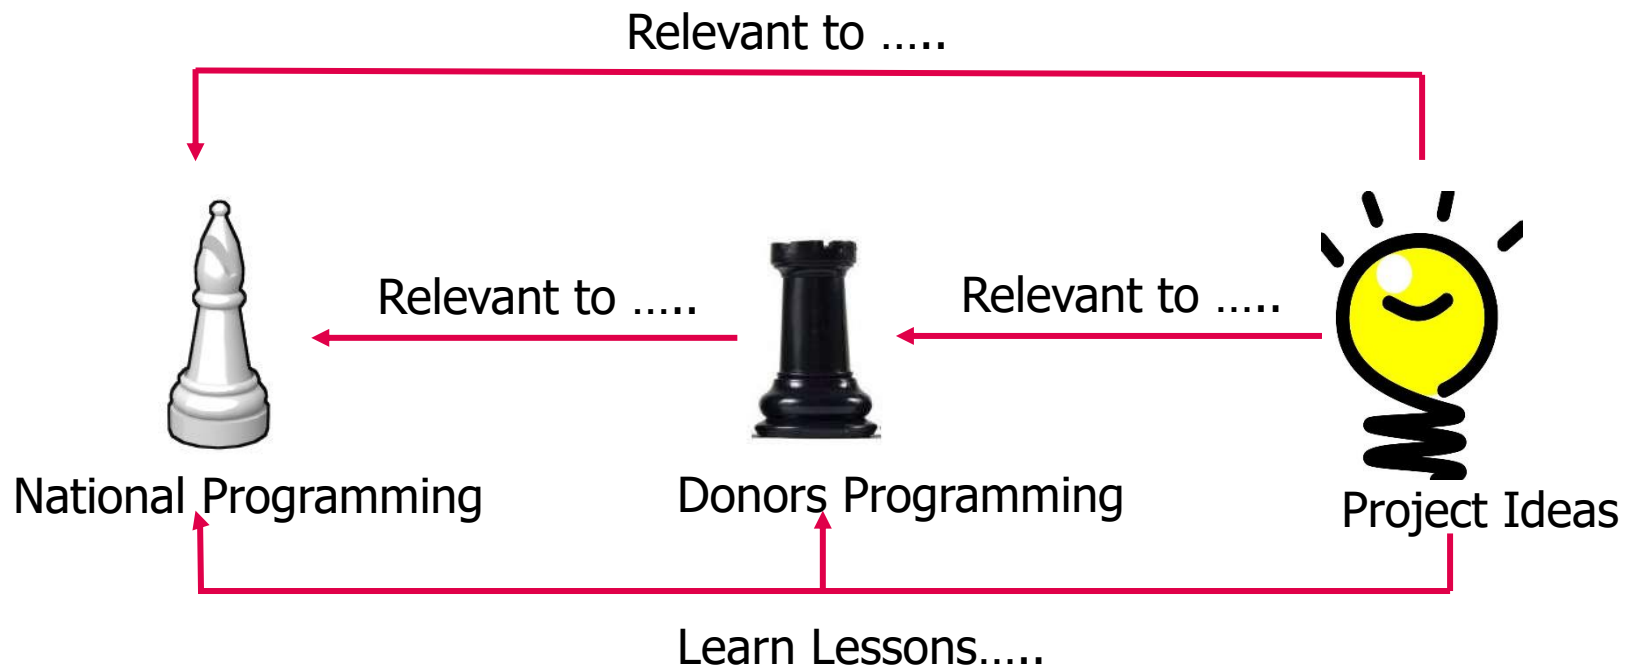 Relevant to …..
Relevant to …..
Relevant to …..
National Programming
Donors Programming
Project Ideas
Learn Lessons…..